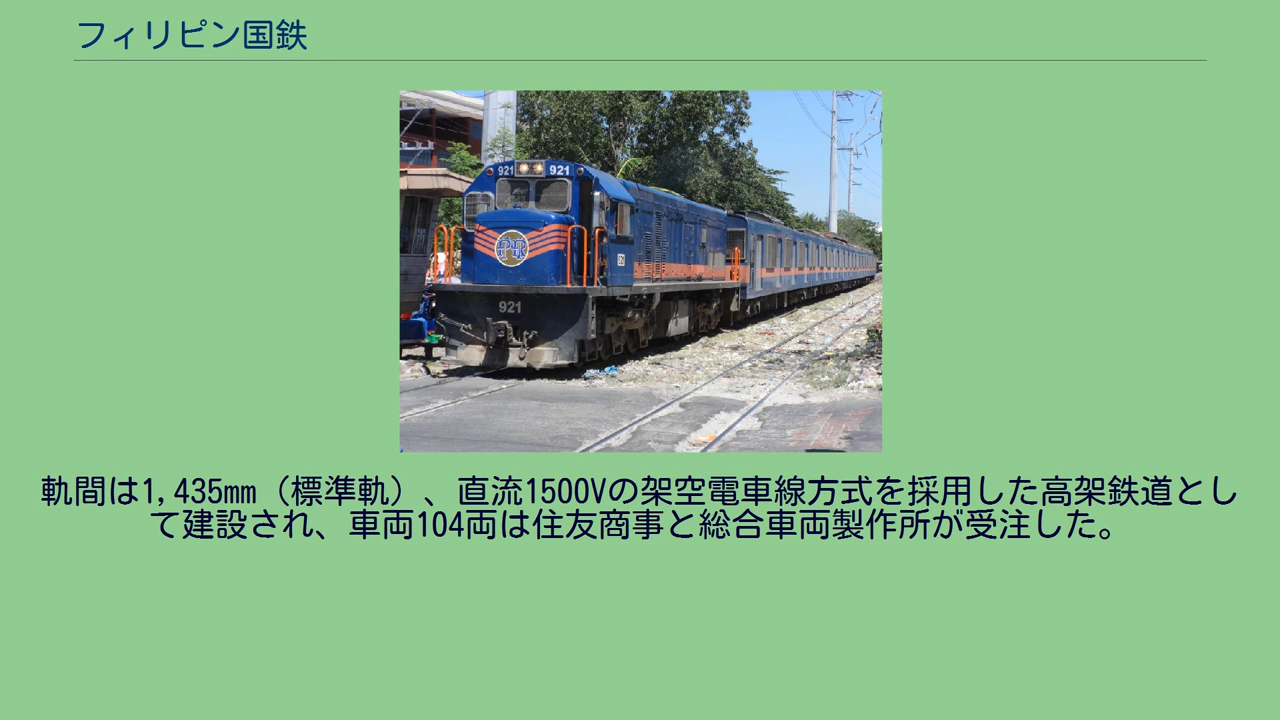 フィリピン国鉄
921 921
921
軌間は1,435mm（標準軌）、直流1500Vの架空電車線方式を採用した高架鉄道とし
て建設され、車両104両は住友商事と総合車両製作所が受注した。